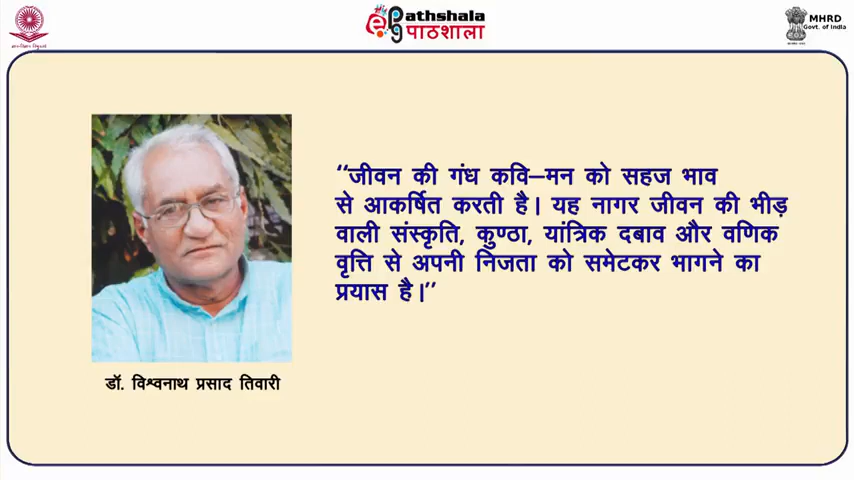 Pathshala
पाठशाला
MHRD
Govt. of India
“जीवन की गंध कवि–मन को सहज भाव
से आकर्षित करती है। यह नागर जीवन की भीड़
वाली संस्कृति, कुण्ठा, यांत्रिक दबाव और वणिक
वृत्ति से अपनी निजता को समेटकर भागने का
प्रयास है।”
डॉ. विश्वनाथ प्रसाद तिवारी